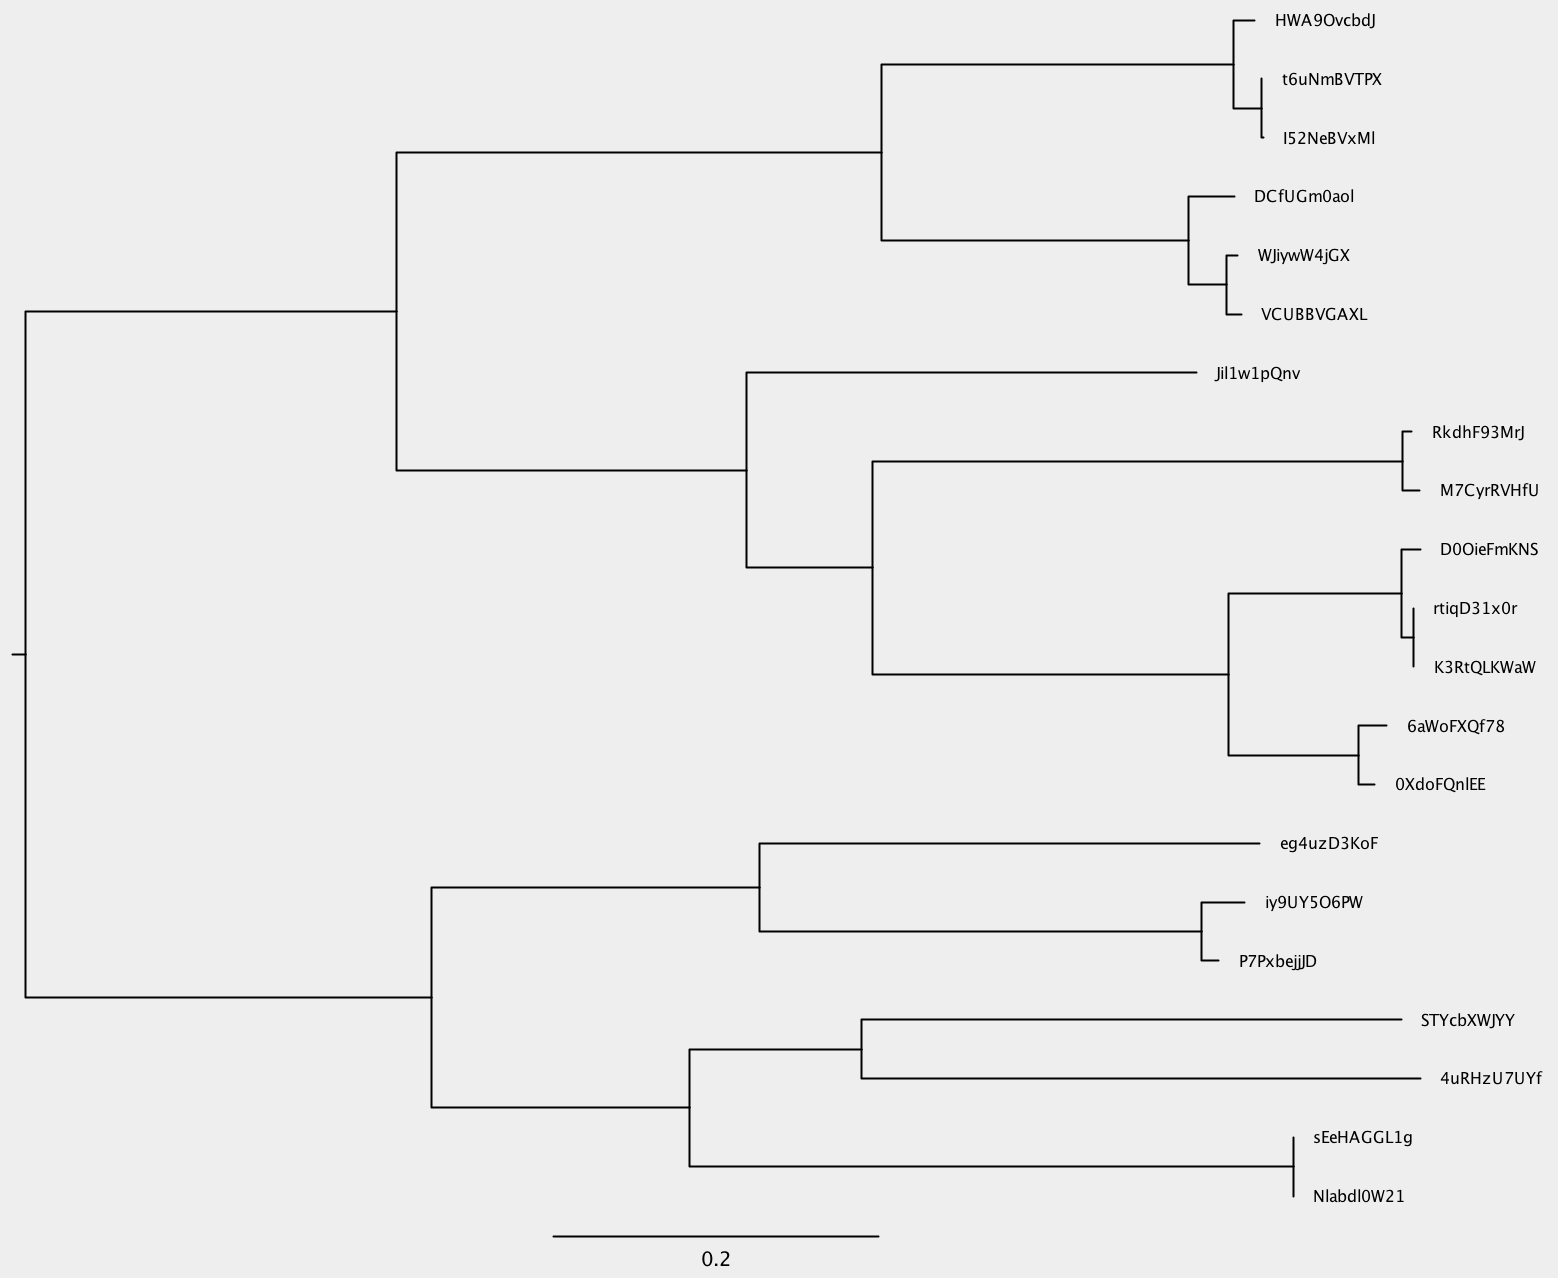 HWA9OvcbdJ
t6uNmBVTPX
I52NeBVxMl
DCfUGm0aol
WJiywW4jGX
VCUBBVGAXL
Jil1w1pQnv
RkdhF93MrJ
M7CyrRVHfU
D0OieFmKNS
rtiqD31x0r
K3RtQLKWaW
6aWoFXQf78
0XdoFQnlEE
eg4uzD3KoF
iy9UY5O6PW
P7PxbejjJD
STYcbXWJYY
4uRHzU7UYf
sEeHAGGL1g
Nlabdl0W21
0.2